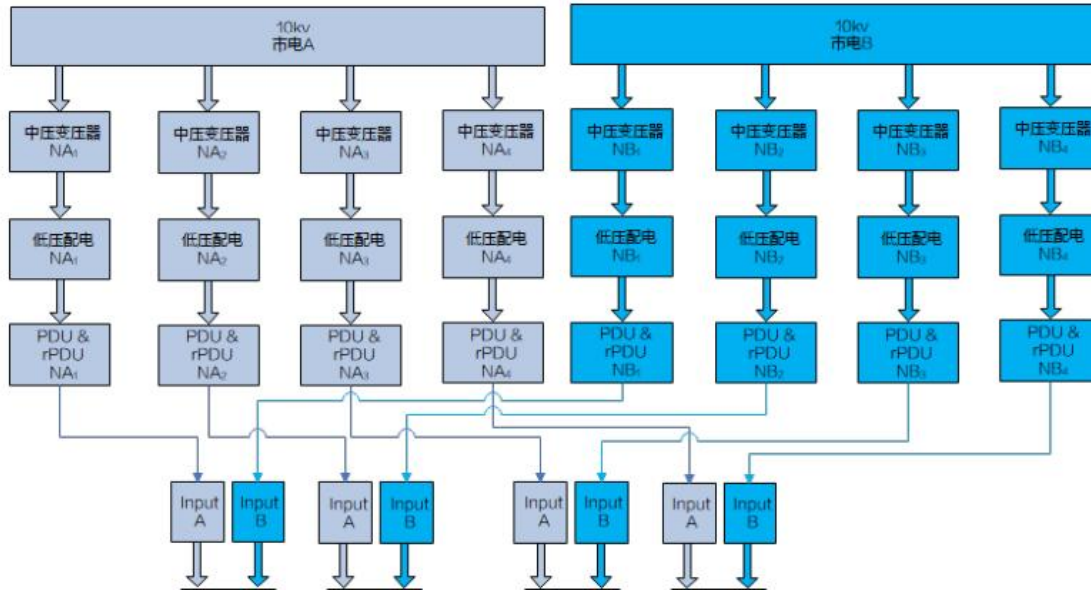 10kv
市电A
10kv
市电B
中压变压器
NA₁
中压变压器
NA₂
中压变压器
NA₃
中压变压器
NA₄
中压变压器
NB₁
中压变压器
NB₂
中压变压器
NB₃
中压变压器
NB₄
低压配电
NA₁
低压配电
NA₂
低压配电
NA₃
低压配电
NA₄
低压配电
NB₁
低压配电
NB₂
低压配电
NB₃
低压配电
NB₄
PDU &
rPDU
NA₁
PDU &
rPDU
NA₂
PDU &
rPDU
NA₃
PDU &
rPDU
NA₄
PDU &
rPDU
NB₁
PDU &
rPDU
NB₂
PDU &
rPDU
NB₃
PDU &
rPDU
NB₄
Input
A
Input
B
Input
A
Input
B
Input
A
Input
B
Input
A
Input
B